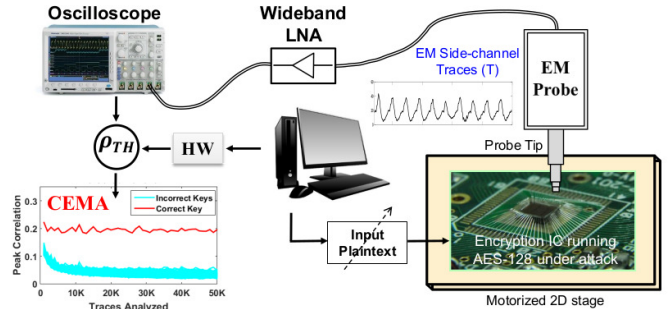 Oscilloscope
Wideband
LNA
EM Side-channel
Traces (T)
EM
Probe
Probe Tip
ρTH
HW
CEMA
Incorrect Keys
Correct Key
Peak Correlation
0.3
0.2
0.1
0
10K 20K 30K 40K 50K
Traces Analyzed
Input
Plaintext
Encryption IC running
AES-128 under attack
Motorized 2D stage